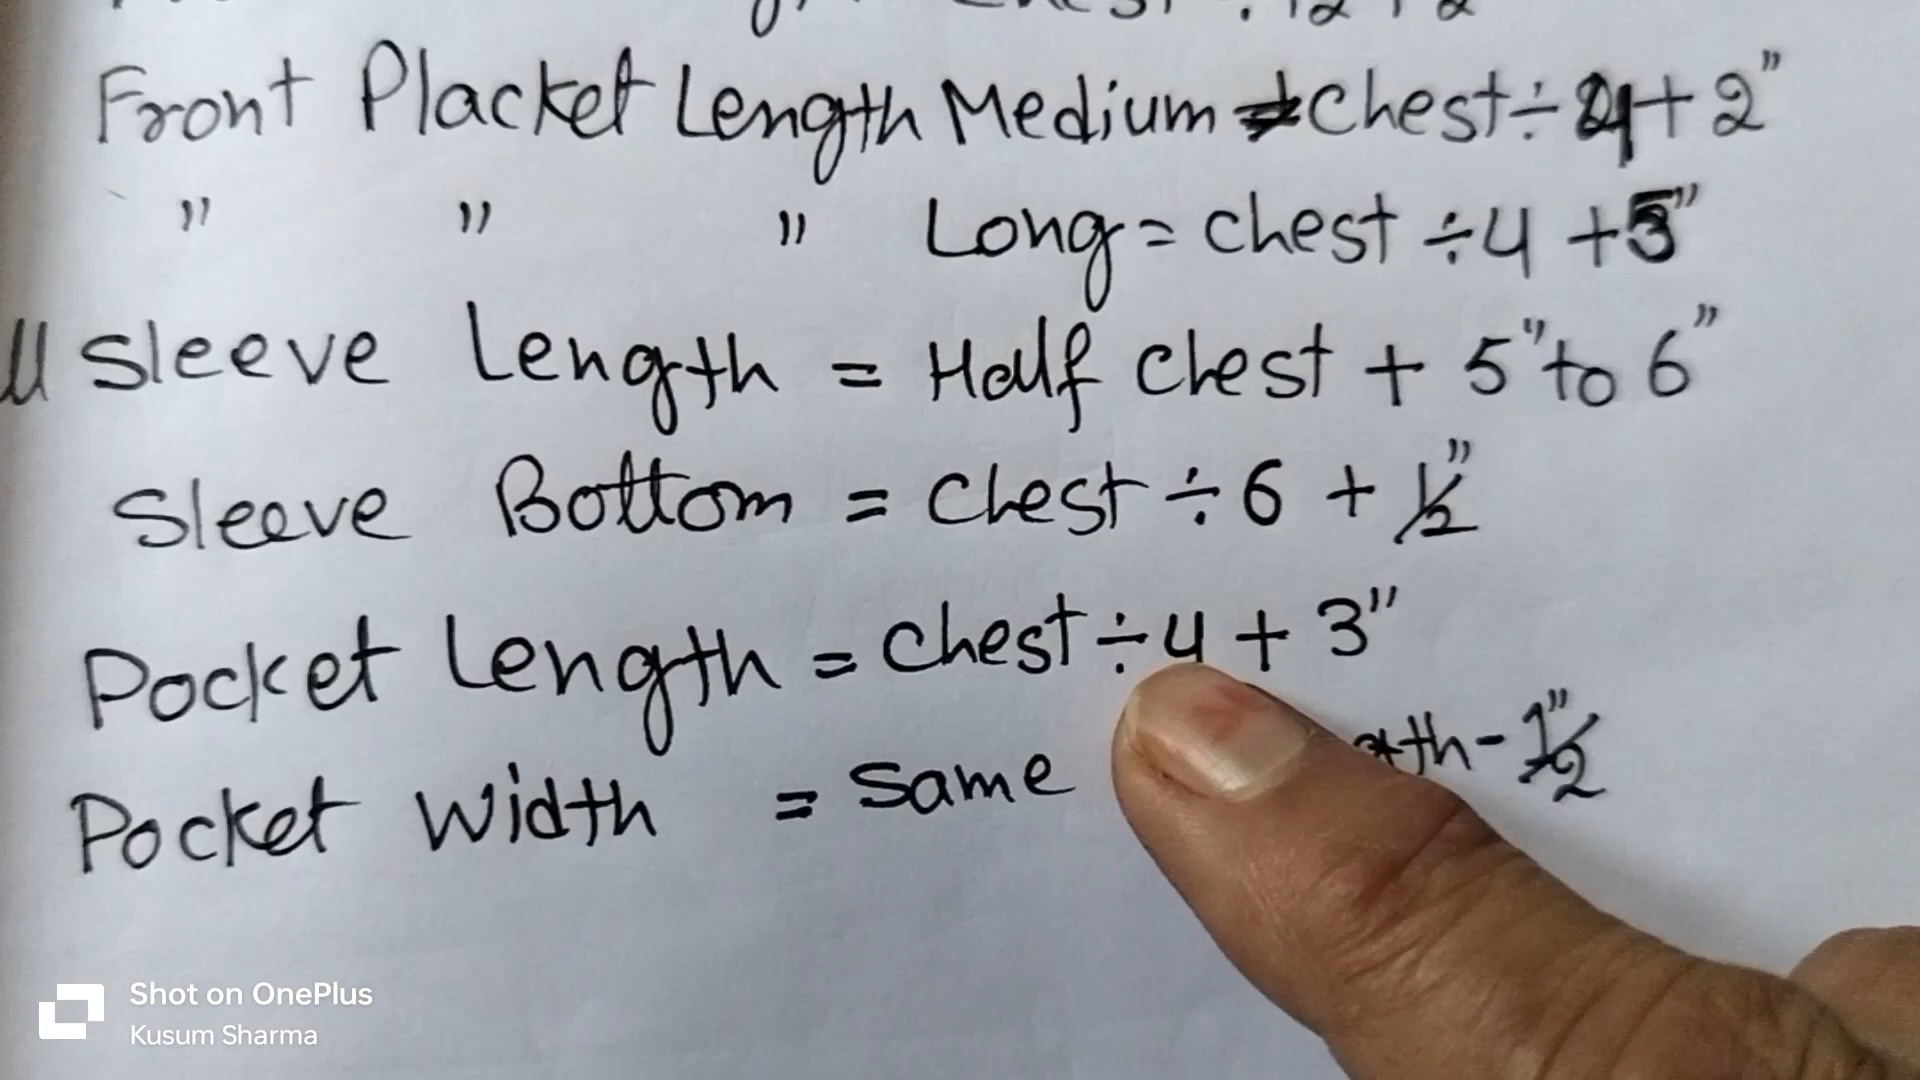 Front Placket Length Medium = Chest ÷ 4 + 2"
" " " Long = Chest ÷ 4 + 5"
Sleeve Length = Half Chest + 5" to 6"
Sleeve Bottom = Chest ÷ 6 + 1/2"
Pocket Length = Chest ÷ 4 + 3"
Pocket Width = Same - 1 1/2"
Shot on OnePlus
Kusum Sharma